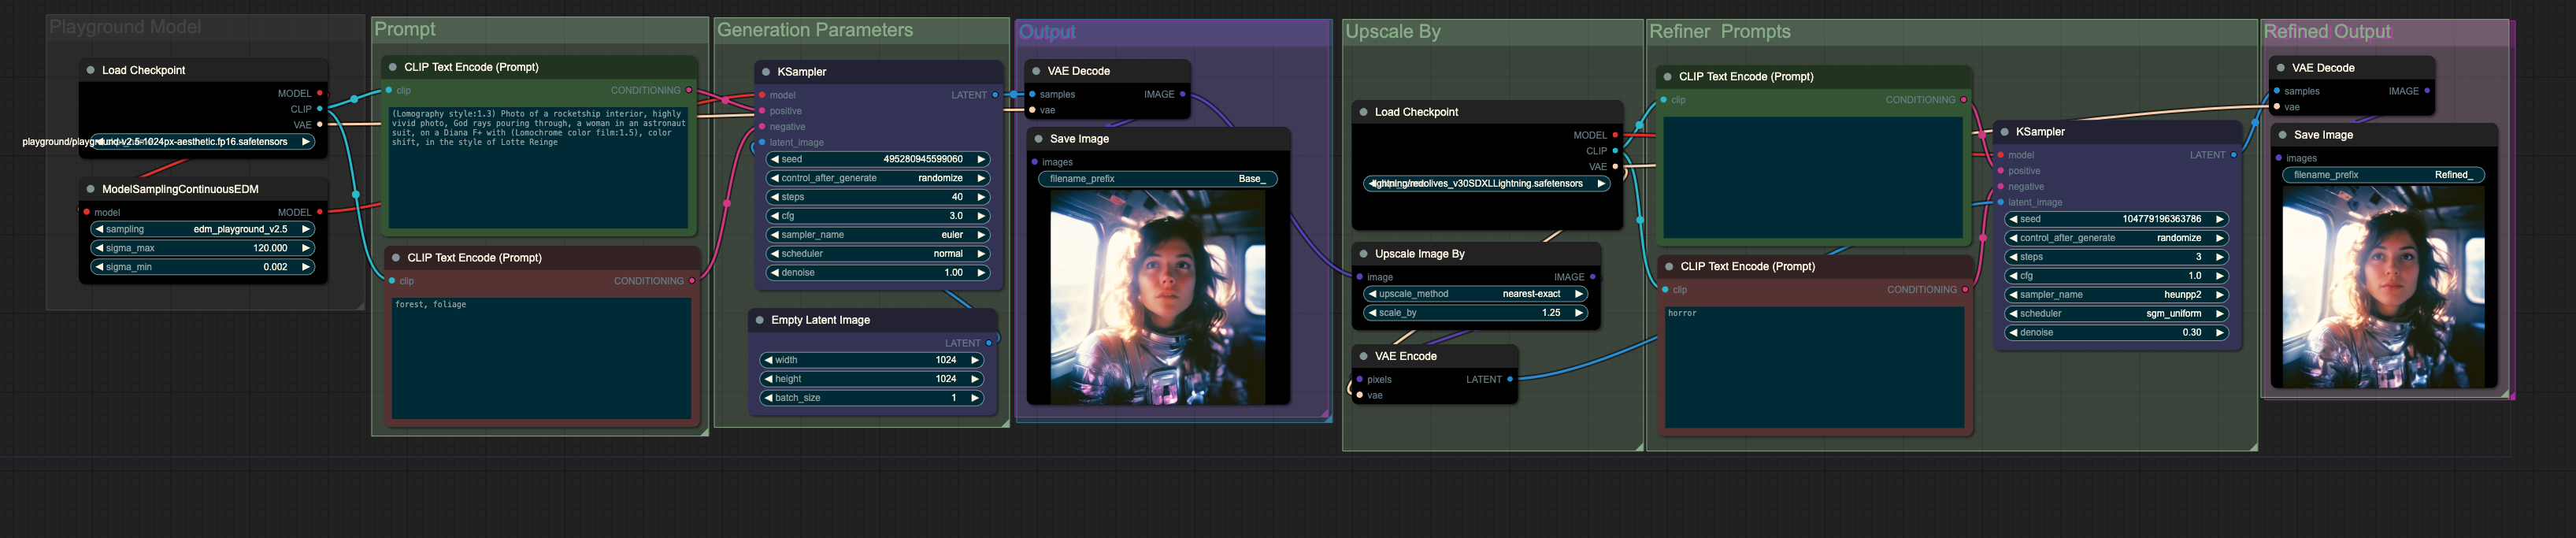 Playground Model
Load Checkpoint
MODEL
CLIP
VAE
playground/playground-v2.5-1024px-aesthetic.fp16.safetensors
ModelSamplingContinuousEDM
model MODEL
sampling edm_playground_v2.5
sigma_max 120.000
sigma_min 0.002
Prompt
CLIP Text Encode (Prompt)
clip CONDITIONING
(Lomography style:1.3) Photo of a rocketship interior, highly
vivid photo, God rays pouring through, a woman in an astronaut
suit, on a Diana F+ with (Lomochrome color film:1.5), color
shift, in the style of Lotte Reinge
CLIP Text Encode (Prompt)
clip CONDITIONING
forest, foliage
Generation Parameters
KSampler
model LATENT
positive
negative
latent_image
seed 495280945599060
control_after_generate randomize
steps 40
cfg 3.0
sampler_name euler
scheduler normal
denoise 1.00
Empty Latent Image
LATENT
width 1024
height 1024
batch_size 1
Output
VAE Decode
samples IMAGE
vae
Save Image
images
filename_prefix Base_
Upscale By
Load Checkpoint
MODEL
CLIP
VAE
lightning/redolives_v30SDXLLightning.safetensors
Upscale Image By
image IMAGE
upscale_method nearest-exact
scale_by 1.25
VAE Encode
pixels LATENT
vae
Refiner Prompts
CLIP Text Encode (Prompt)
clip CONDITIONING
CLIP Text Encode (Prompt)
clip CONDITIONING
horror
KSampler
model LATENT
positive
negative
latent_image
seed 104779196363786
control_after_generate randomize
steps 3
cfg 1.0
sampler_name heunpp2
scheduler sgm_uniform
denoise 0.30
Refined Output
VAE Decode
samples IMAGE
vae
Save Image
images
filename_prefix Refined_